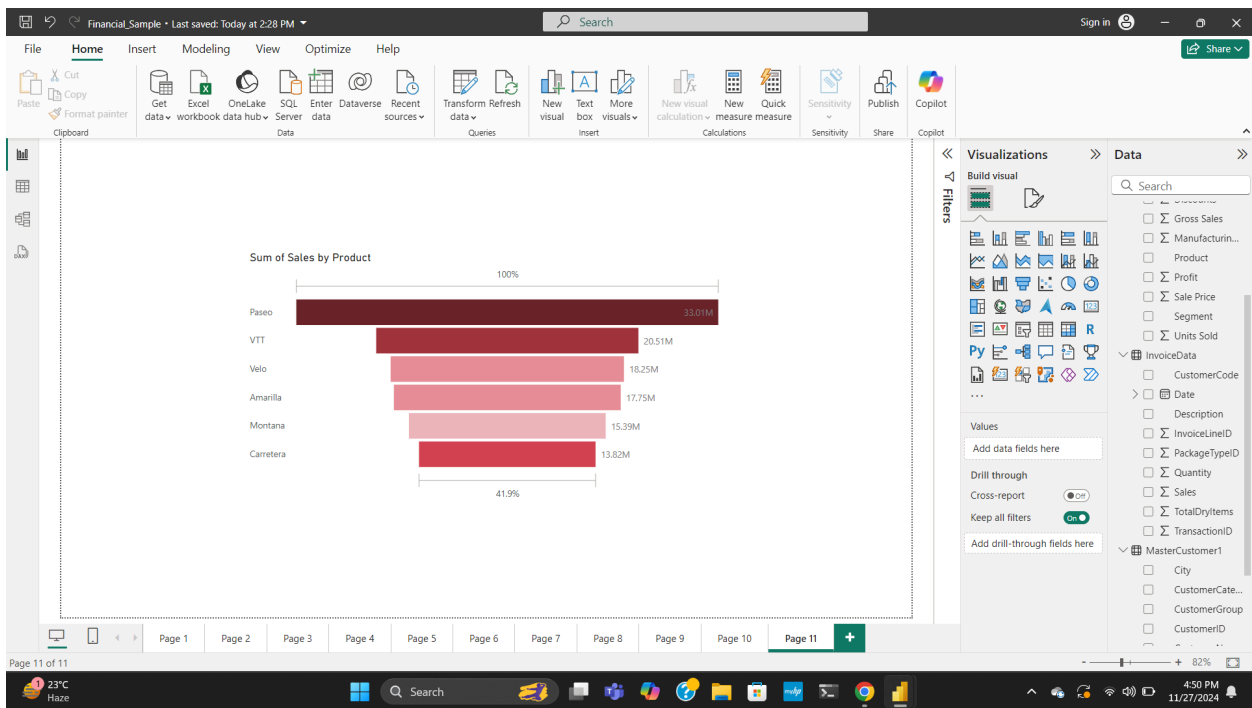 Financial_Sample • Last saved: Today at 2:28 PM
Search
Sign in
File Home Insert Modeling View Optimize Help
Share
Paste
Cut
Copy
Format painter
Clipboard
Get data
Excel workbook
OneLake data hub
SQL Server
Enter data
Dataverse
Recent sources
Data
Transform data
Refresh
Queries
New visual
Text box
More visuals
Insert
New visual calculation
New measure
Quick measure
Calculations
Sensitivity
Sensitivity
Publish
Share
Copilot
Copilot
Sum of Sales by Product
100%
Paseo 33.01M
VTT 20.51M
Velo 18.25M
Amarilla 17.75M
Montana 15.39M
Carretera 13.82M
41.9%
Filters
Visualizations
Build visual
123
R
Py
123
...
Values
Add data fields here
Drill through
Cross-report Off
Keep all filters On
Add drill-through fields here
Data
Search
Discounts
Gross Sales
Manufacturin...
Product
Profit
Sale Price
Segment
Units Sold
InvoiceData
CustomerCode
Date
Description
InvoiceLineID
PackageTypeID
Quantity
Sales
TotalDryItems
TransactionID
MasterCustomer1
City
CustomerCate...
CustomerGroup
CustomerID
Page 1 Page 2 Page 3 Page 4 Page 5 Page 6 Page 7 Page 8 Page 9 Page 10 Page 11
Page 11 of 11
82%
1
23°C
Haze
Search
4:50 PM
11/27/2024